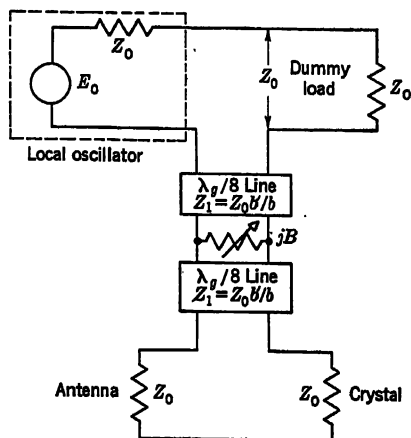 Z₀
E₀
Local oscillator
Z₀
Dummy
load
Z₀
λg/8 Line
Z₁=Z₀b'/b
jB
λg/8 Line
Z₁=Z₀b'/b
Antenna
Z₀
Z₀
Crystal